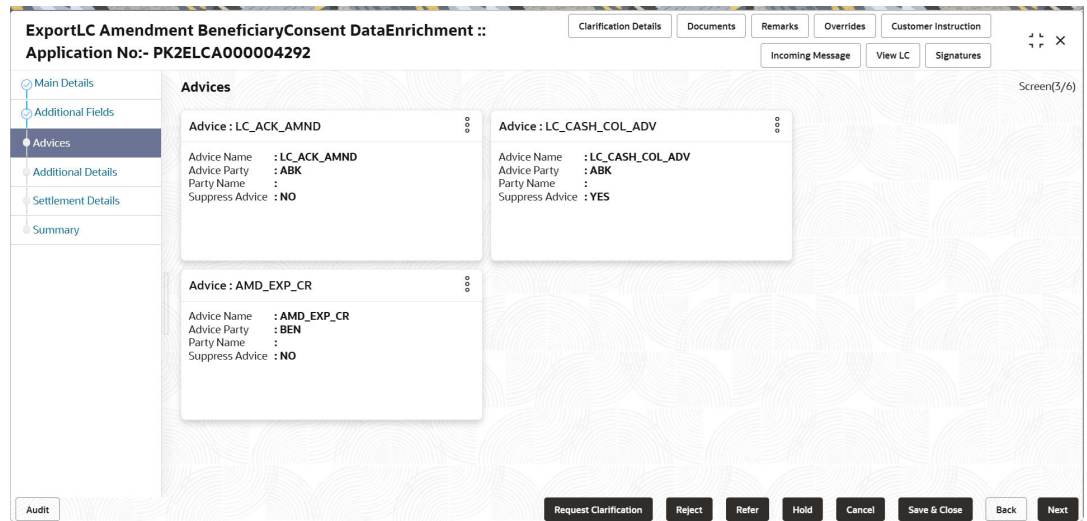 ExportLC Amendment BeneficiaryConsent DataEnrichment ::
Application No:- PK2ELCA000004292
Clarification Details
Documents
Remarks
Overrides
Customer Instruction
Incoming Message
View LC
Signatures
Main Details
Additional Fields
Advices
Additional Details
Settlement Details
Summary
Advices
Screen(3/6)
Advice : LC_ACK_AMND
Advice Name : LC_ACK_AMND
Advice Party : ABK
Party Name :
Suppress Advice : NO
Advice : LC_CASH_COL_ADV
Advice Name : LC_CASH_COL_ADV
Advice Party : ABK
Party Name :
Suppress Advice : YES
Advice : AMD_EXP_CR
Advice Name : AMD_EXP_CR
Advice Party : BEN
Party Name :
Suppress Advice : NO
Audit
Request Clarification
Reject
Refer
Hold
Cancel
Save & Close
Back
Next